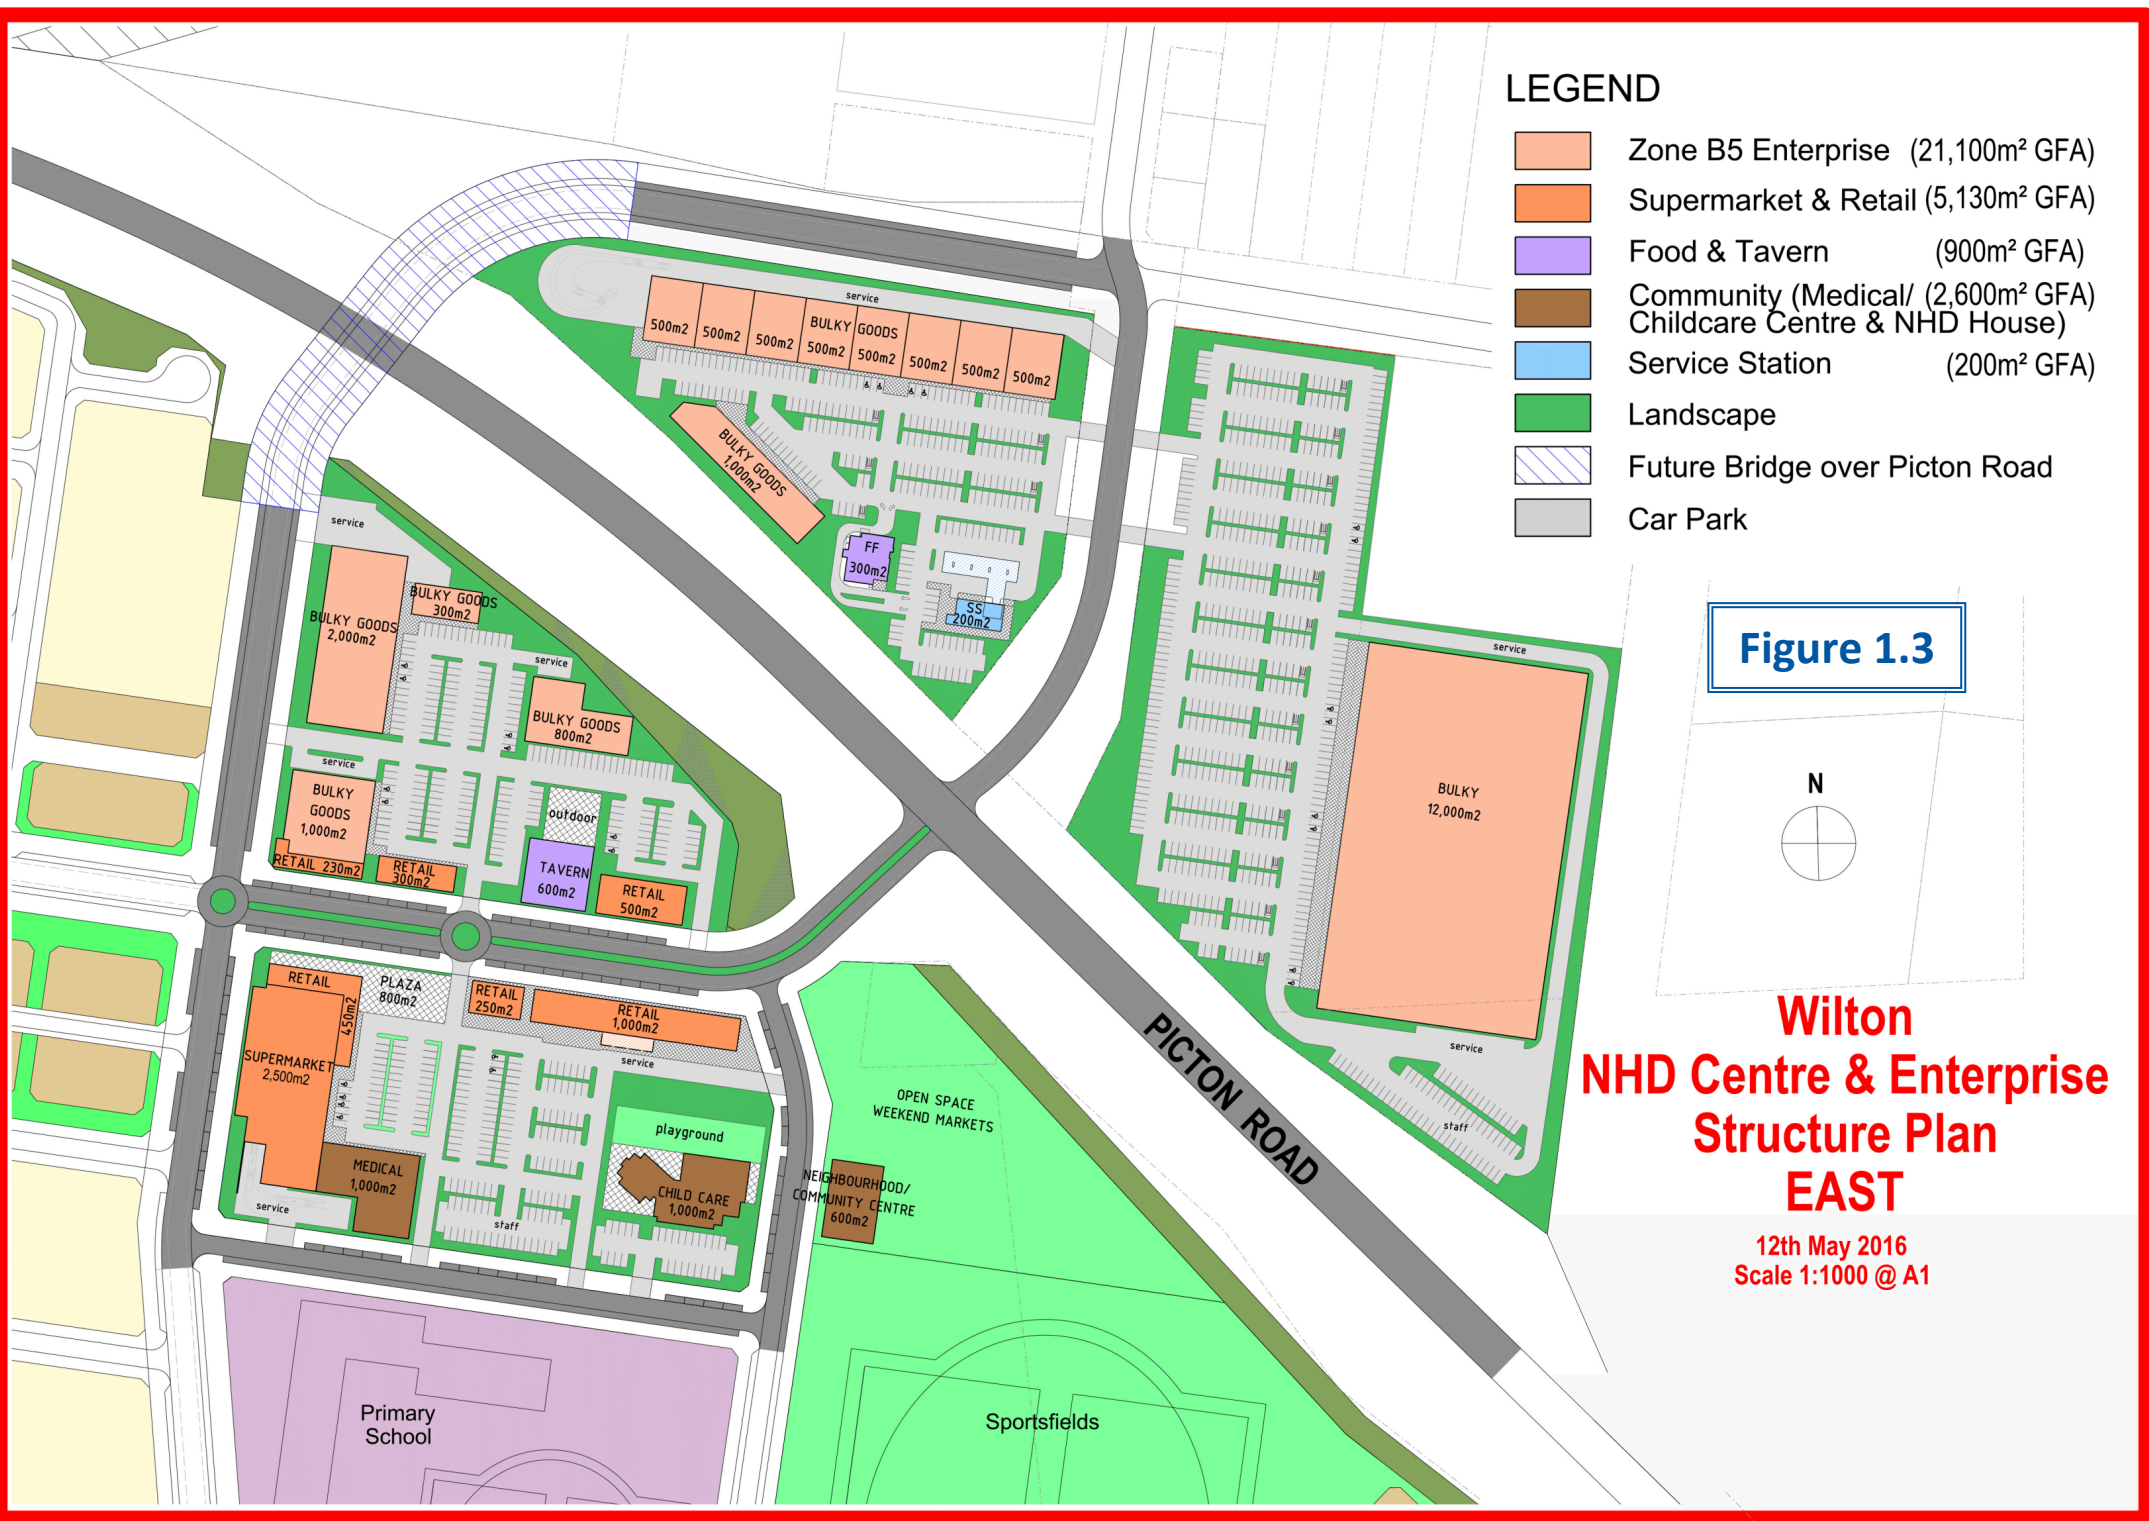 LEGEND
Zone B5 Enterprise (21,100m² GFA)
Supermarket & Retail (5,130m² GFA)
Food & Tavern (900m² GFA)
Community (Medical/ (2,600m² GFA)
Childcare Centre & NHD House)
Service Station (200m² GFA)
Landscape
Future Bridge over Picton Road
Car Park
Figure 1.3
N
Wilton
NHD Centre & Enterprise
Structure Plan
EAST
12th May 2016
Scale 1:1000 @ A1
service
BULKY GOODS
500m2
500m2
500m2
500m2
500m2
500m2
500m2
500m2
BULKY GOODS
1,000m2
FF
300m2
SS
200m2
service
BULKY GOODS
2,000m2
BULKY GOODS
300m2
service
BULKY GOODS
800m2
service
BULKY
GOODS
1,000m2
outdoor
RETAIL 230m2
RETAIL
300m2
TAVERN
600m2
RETAIL
500m2
service
BULKY
12,000m2
service
staff
PICTON ROAD
RETAIL
450m2
PLAZA
800m2
RETAIL
250m2
RETAIL
1,000m2
service
SUPERMARKET
2,500m2
playground
MEDICAL
1,000m2
CHILD CARE
1,000m2
service
staff
OPEN SPACE
WEEKEND MARKETS
NEIGHBOURHOOD/
COMMUNITY CENTRE
600m2
Primary
School
Sportsfields